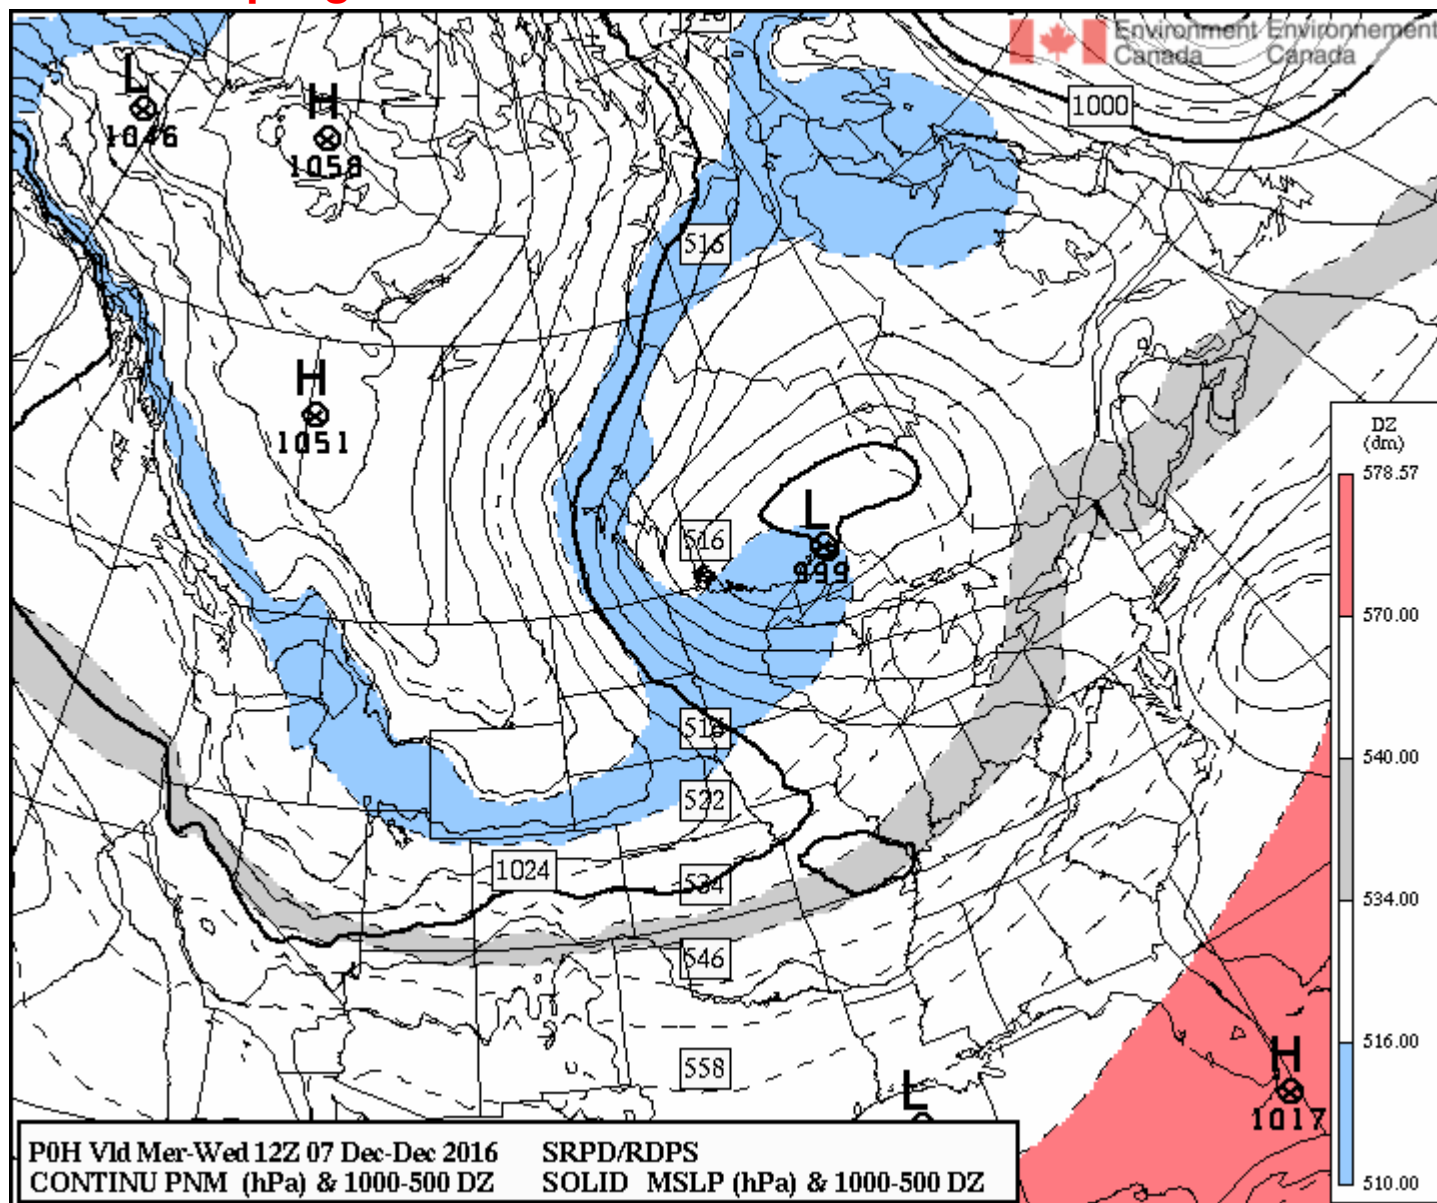 Environment Environnement
Canada Canada
L
1046
H
1058
1000
516
H
1051
DZ
(dm)
578.57
L
999
516
570.00
516
540.00
522
1024
534
534.00
546
516.00
558
H
1017
L
510.00
P0H Vld Mer-Wed 12Z 07 Dec-Dec 2016 SRPD/RDPS
CONTINU PNM (hPa) & 1000-500 DZ SOLID MSLP (hPa) & 1000-500 DZ